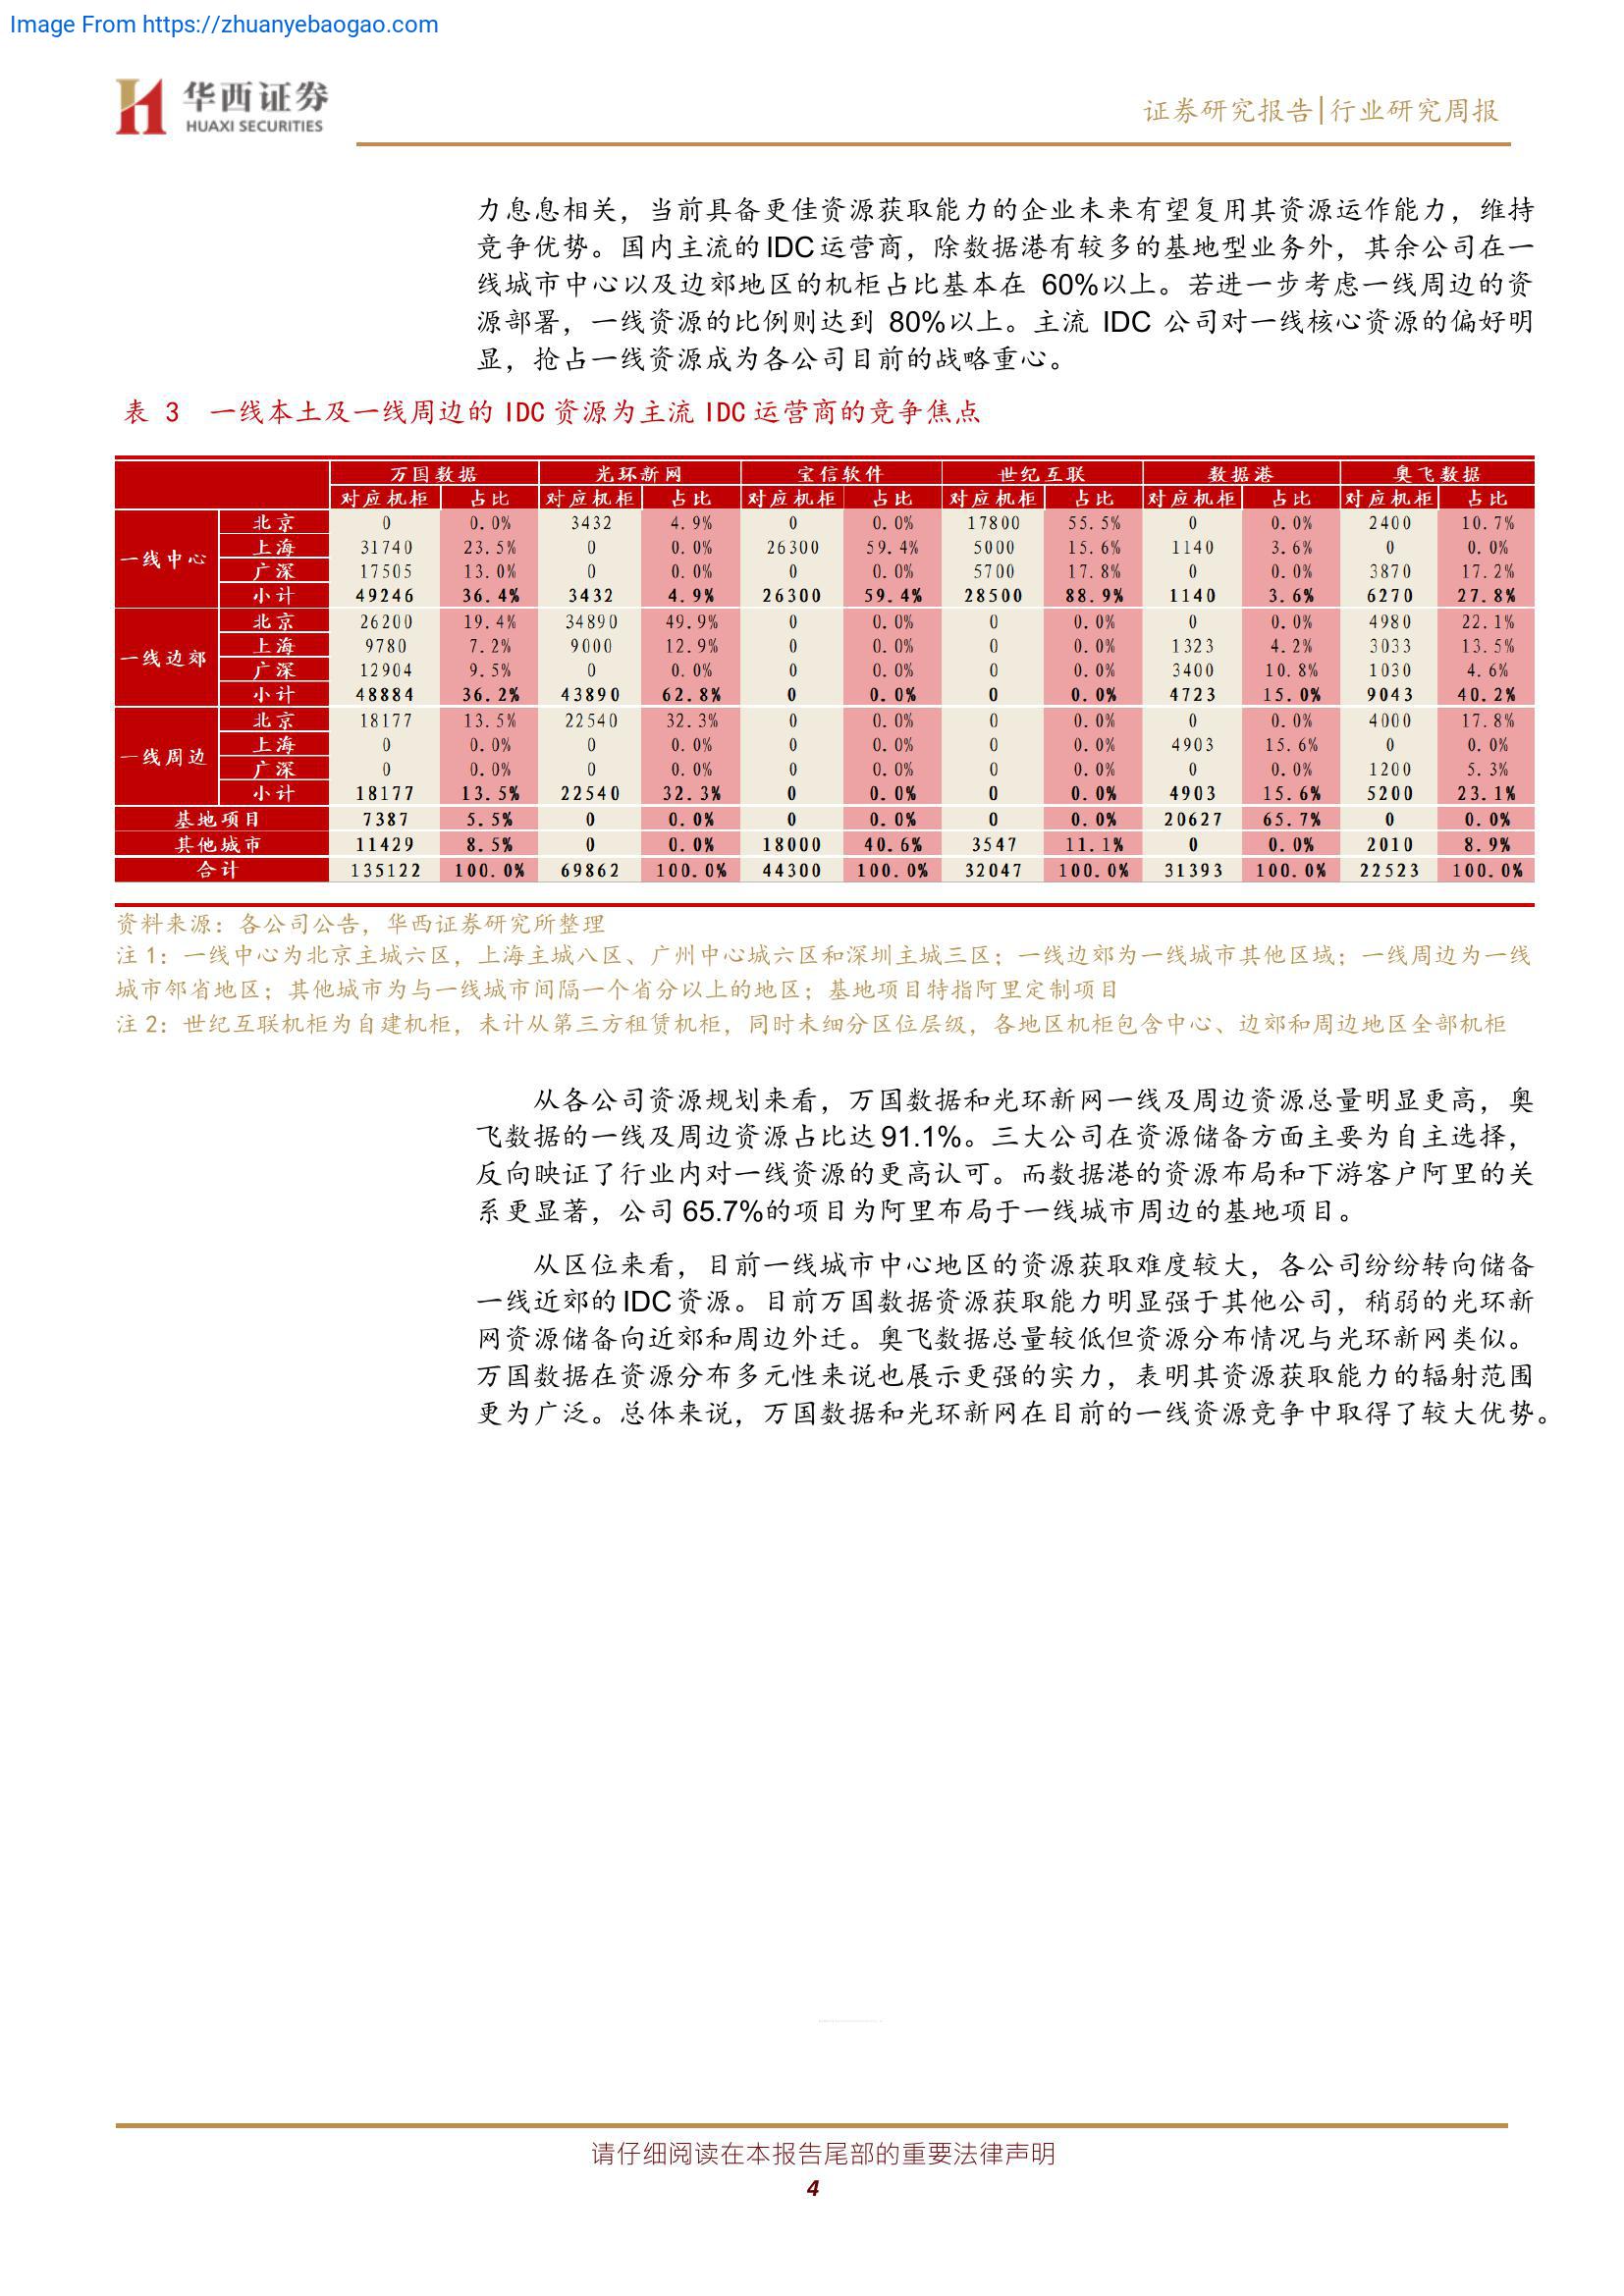 Image From https://zhuanyebaogao.com
华西证券
HUAXI SECURITIES
证券研究报告|行业研究周报
力息息相关，当前具备更佳资源获取能力的企业未来有望复用其资源运作能力，维持
竞争优势。国内主流的IDC运营商，除数据港有较多的基地型业务外，其余公司在一
线城市中心以及边郊地区的机柜占比基本在 60%以上。若进一步考虑一线周边的资
源部署，一线资源的比例则达到 80%以上。主流 IDC 公司对一线核心资源的偏好明
显，抢占一线资源成为各公司目前的战略重心。
表 3 一线本土及一线周边的 IDC 资源为主流 IDC 运营商的竞争焦点
万国数据 光环新网 宝信软件 世纪互联 数据港 奥飞数据
对应机柜 占比 对应机柜 占比 对应机柜 占比 对应机柜 占比 对应机柜 占比 对应机柜 占比
一线中心
北京 0 0.0% 3432 4.9% 0 0.0% 17800 55.5% 0 0.0% 2400 10.7%
上海 31740 23.5% 0 0.0% 26300 59.4% 5000 15.6% 1140 3.6% 0 0.0%
广深 17505 13.0% 0 0.0% 0 0.0% 5700 17.8% 0 0.0% 3870 17.2%
小计 49246 36.4% 3432 4.9% 26300 59.4% 28500 88.9% 1140 3.6% 6270 27.8%
一线边郊
北京 26200 19.4% 34890 49.9% 0 0.0% 0 0.0% 0 0.0% 4980 22.1%
上海 9780 7.2% 9000 12.9% 0 0.0% 0 0.0% 1323 4.2% 3033 13.5%
广深 12904 9.5% 0 0.0% 0 0.0% 0 0.0% 3400 10.8% 1030 4.6%
小计 48884 36.2% 43890 62.8% 0 0.0% 0 0.0% 4723 15.0% 9043 40.2%
一线周边
北京 18177 13.5% 22540 32.3% 0 0.0% 0 0.0% 0 0.0% 4000 17.8%
上海 0 0.0% 0 0.0% 0 0.0% 0 0.0% 4903 15.6% 0 0.0%
广深 0 0.0% 0 0.0% 0 0.0% 0 0.0% 0 0.0% 1200 5.3%
小计 18177 13.5% 22540 32.3% 0 0.0% 0 0.0% 4903 15.6% 5200 23.1%
基地项目 7387 5.5% 0 0.0% 0 0.0% 0 0.0% 20627 65.7% 0 0.0%
其他城市 11429 8.5% 0 0.0% 18000 40.6% 3547 11.1% 0 0.0% 2010 8.9%
合计 135122 100.0% 69862 100.0% 44300 100.0% 32047 100.0% 31393 100.0% 22523 100.0%
资料来源：各公司公告，华西证券研究所整理
注 1：一线中心为北京主城六区，上海主城八区、广州中心城六区和深圳主城三区；一线边郊为一线城市其他区域；一线周边为一线
城市邻省地区；其他城市为与一线城市间隔一个省分以上的地区；基地项目特指阿里定制项目
注 2：世纪互联机柜为自建机柜，未计从第三方租赁机柜，同时未细分区位层级，各地区机柜包含中心、边郊和周边地区全部机柜
从各公司资源规划来看，万国数据和光环新网一线及周边资源总量明显更高，奥
飞数据的一线及周边资源占比达 91.1%。三大公司在资源储备方面主要为自主选择，
反向映证了行业内对一线资源的更高认可。而数据港的资源布局和下游客户阿里的关
系更显著，公司 65.7%的项目为阿里布局于一线城市周边的基地项目。
从区位来看，目前一线城市中心地区的资源获取难度较大，各公司纷纷转向储备
一线近郊的 IDC 资源。目前万国数据资源获取能力明显强于其他公司，稍弱的光环新
网资源储备向近郊和周边外迁。奥飞数据总量较低但资源分布情况与光环新网类似。
万国数据在资源分布多元性来说也展示更强的实力，表明其资源获取能力的辐射范围
更为广泛。总体来说，万国数据和光环新网在目前的一线资源竞争中取得了较大优势。
请仔细阅读在本报告尾部的重要法律声明
4